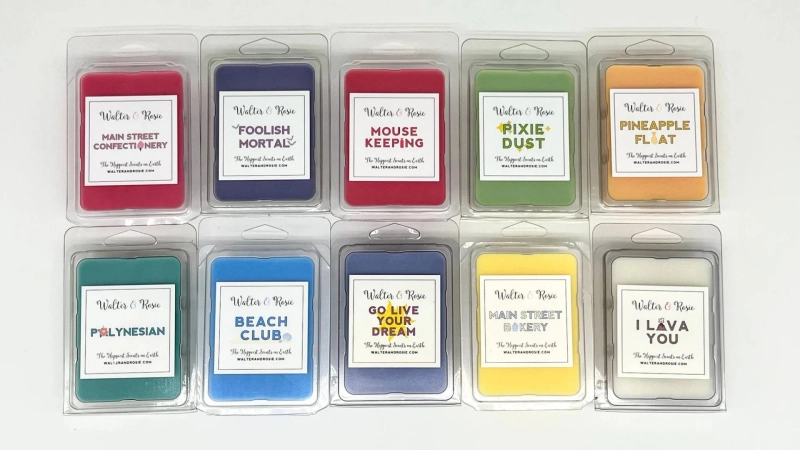 Walter & Rosie
MAIN STREET
CONFECTIONERY
The Happiest Scents on Earth
WALTERANDROSIE.COM
Walter & Rosie
FOOLISH
MORTAL
The Happiest Scents on Earth
WALTERANDROSIE.COM
Walter & Rosie
MOUSE
KEEPING
The Happiest Scents on Earth
WALTERANDROSIE.COM
Walter & Rosie
PIXIE
DUST
The Happiest Scents on Earth
WALTERANDROSIE.COM
Walter & Rosie
PINEAPPLE
FLOAT
The Happiest Scents on Earth
WALTERANDROSIE.COM
Walter & Rosie
POLYNESIAN
The Happiest Scents on Earth
WALTERANDROSIE.COM
Walter & Rosie
BEACH
CLUB
The Happiest Scents on Earth
WALTERANDROSIE.COM
Walter & Rosie
GO LIVE
YOUR
DREAM
The Happiest Scents on Earth
WALTERANDROSIE.COM
Walter & Rosie
MAIN STREET
BAKERY
The Happiest Scents on Earth
WALTERANDROSIE.COM
Walter & Rosie
I LAVA
YOU
The Happiest Scents on Earth
WALTERANDROSIE.COM